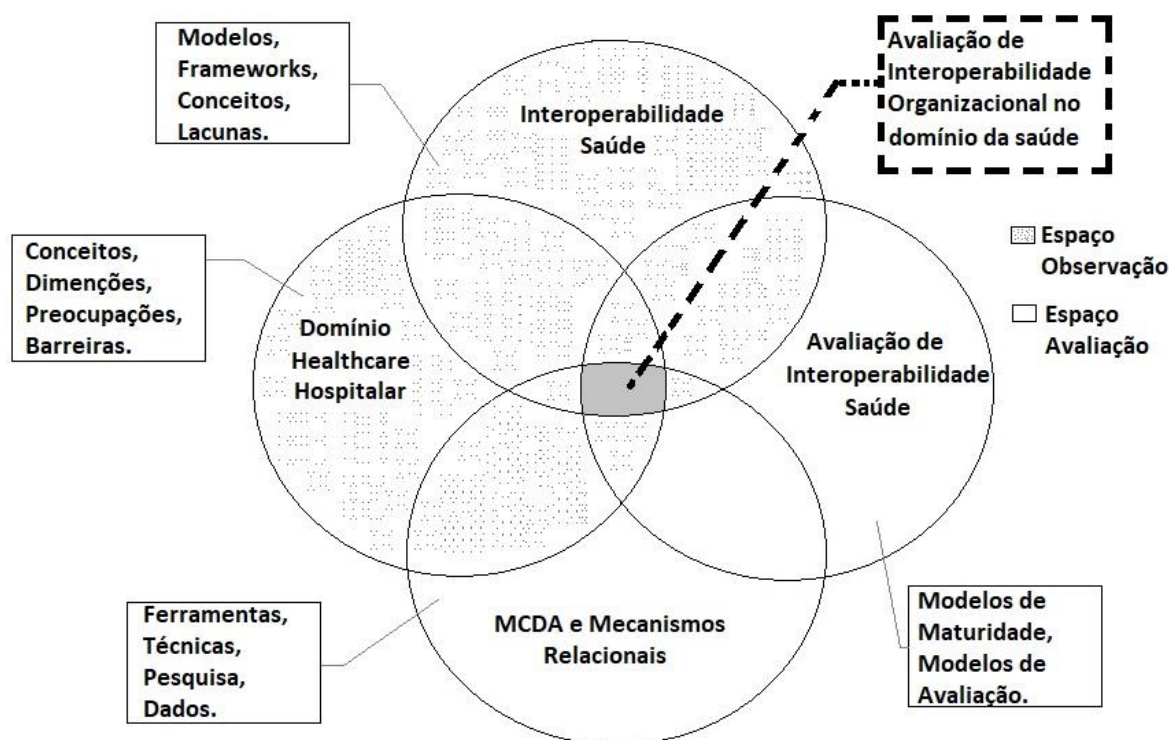 Modelos,
Frameworks,
Conceitos,
Lacunas.
Interoperabilidade
Saúde
Avaliação de
Interoperabilidade
Organizacional no
domínio da saúde
Conceitos,
Dimenções,
Preocupações,
Barreiras.
Domínio
Healthcare
Hospitalar
Avaliação de
Interoperabilidade
Saúde
Espaço
Observação
Espaço
Avaliação
Ferramentas,
Técnicas,
Pesquisa,
Dados.
MCDA e Mecanismos
Relacionais
Modelos de
Maturidade,
Modelos de
Avaliação.